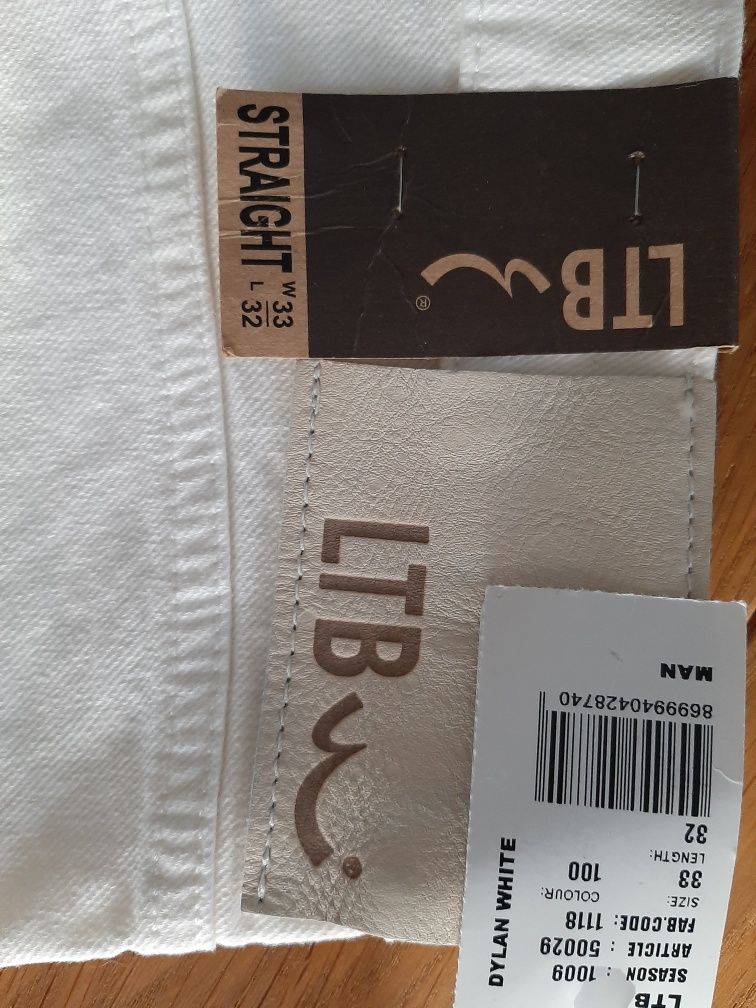 STRAIGHT W 33
L 32
LTB
®
LTB
LTB
SEASON : 1009
ARTICLE : 50029
FAB.CODE: 1118
SIZE: COLOUR:
33 100
LENGTH:
32
8699940428740
MAN
DYLAN WHITE